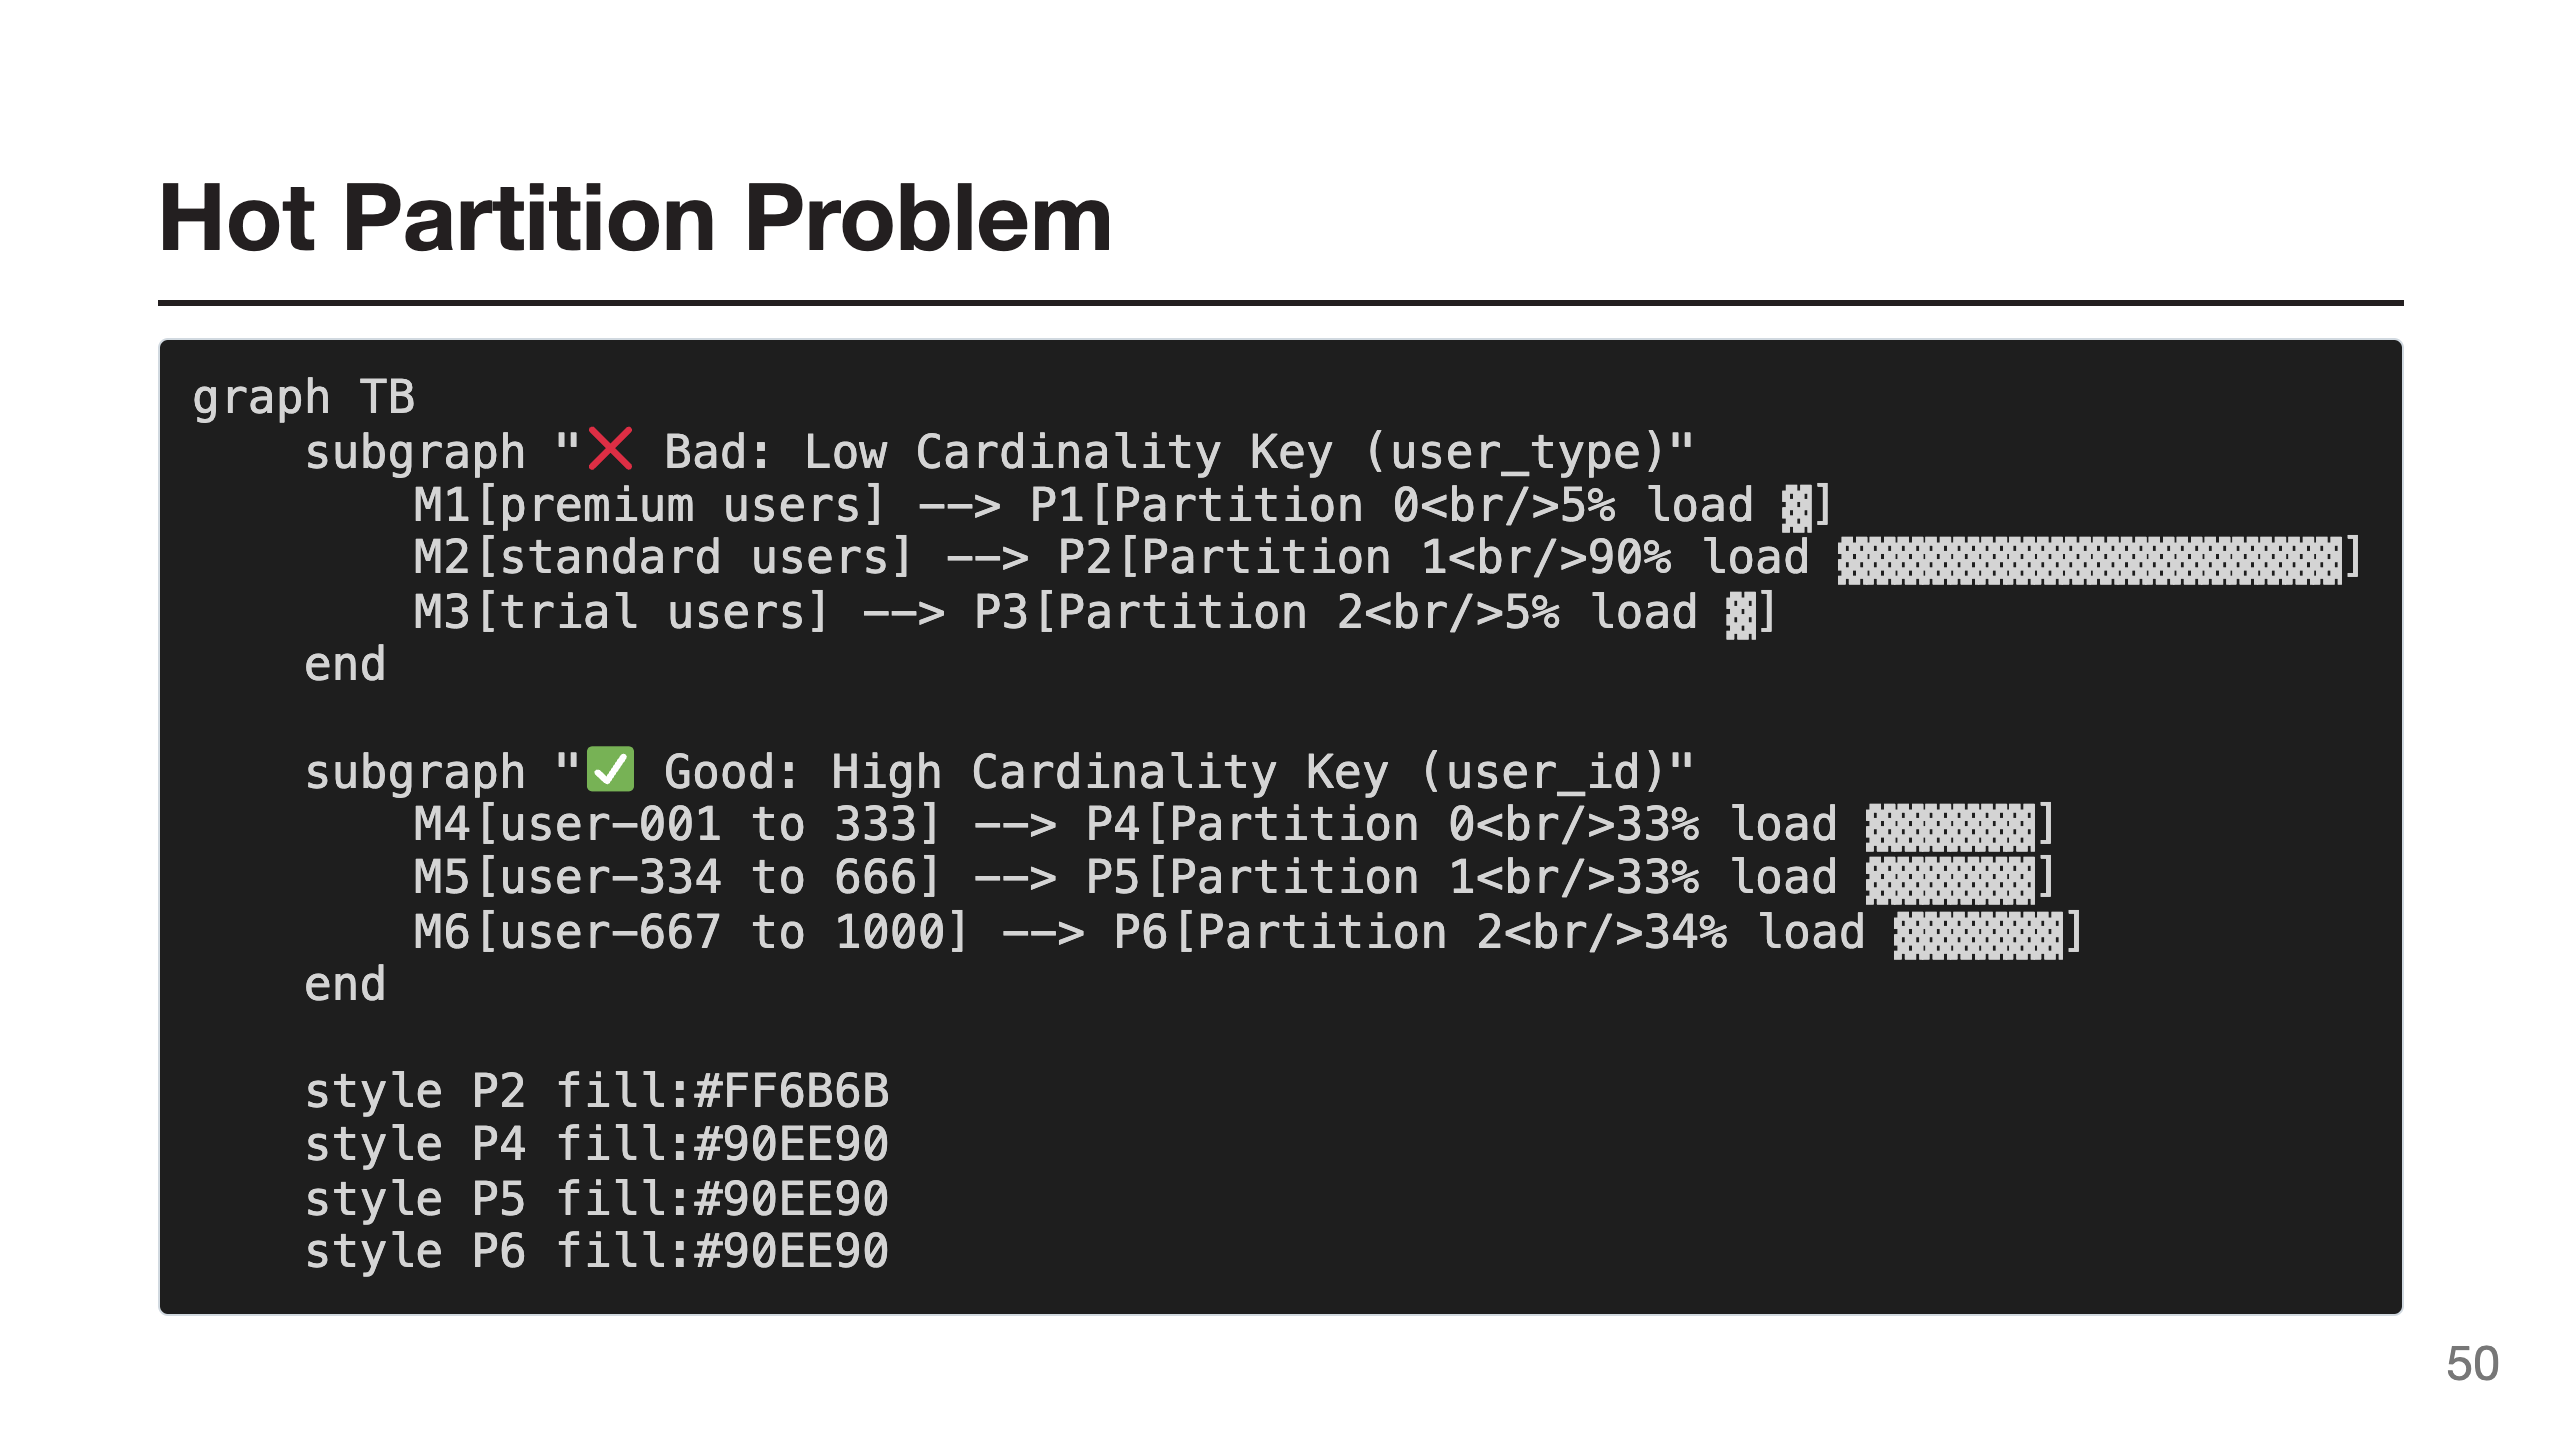 Hot Partition Problem
graph TB
    subgraph "❌ Bad: Low Cardinality Key (user_type)"
        M1[premium users] --> P1[Partition 0<br/>5% load ▓]
        M2[standard users] --> P2[Partition 1<br/>90% load ▓▓▓▓▓▓▓▓▓▓▓▓▓▓▓▓▓▓]
        M3[trial users] --> P3[Partition 2<br/>5% load ▓]
    end

    subgraph "✅ Good: High Cardinality Key (user_id)"
        M4[user-001 to 333] --> P4[Partition 0<br/>33% load ▓▓▓▓▓▓]
        M5[user-334 to 666] --> P5[Partition 1<br/>33% load ▓▓▓▓▓▓]
        M6[user-667 to 1000] --> P6[Partition 2<br/>34% load ▓▓▓▓▓▓]
    end

    style P2 fill:#FF6B6B
    style P4 fill:#90EE90
    style P5 fill:#90EE90
    style P6 fill:#90EE90
50